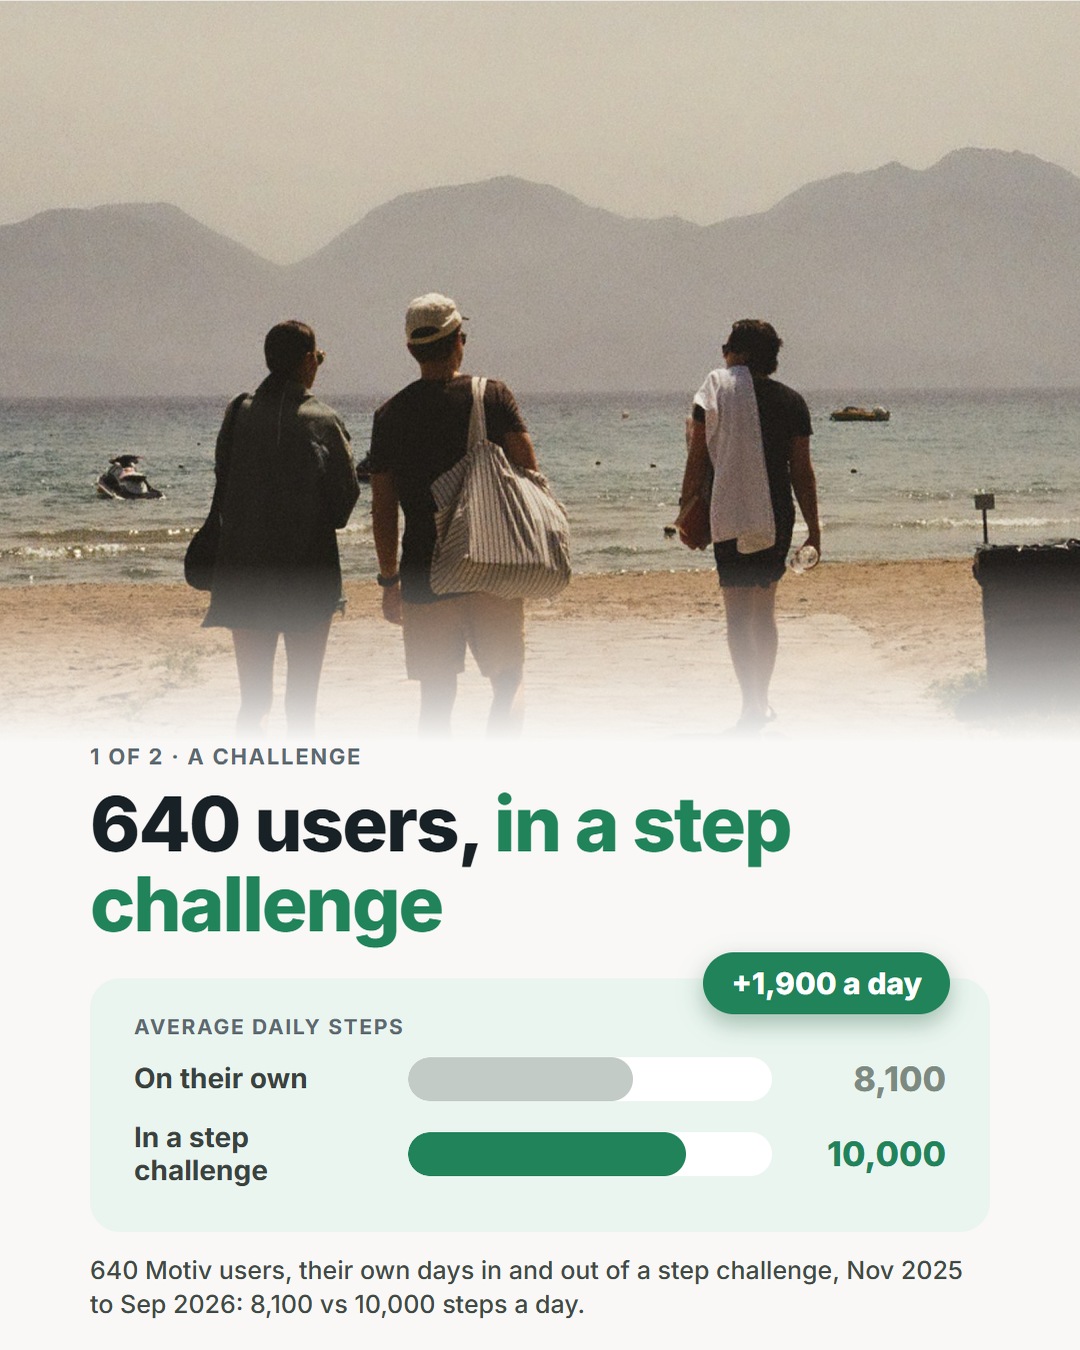 1 OF 2 · A CHALLENGE
640 users, in a step
challenge
+1,900 a day
AVERAGE DAILY STEPS
On their own 8,100
In a step
challenge 10,000
640 Motiv users, their own days in and out of a step challenge, Nov 2025
to Sep 2026: 8,100 vs 10,000 steps a day.